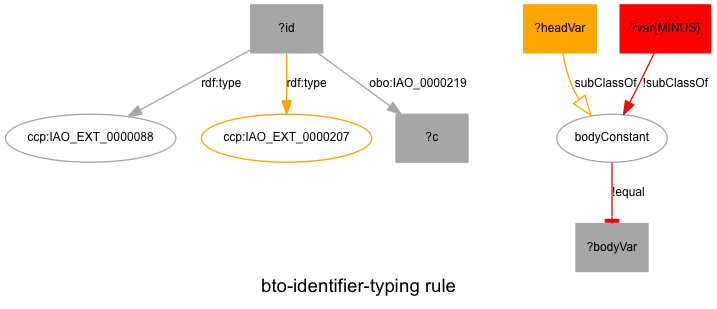 ?id
?headVar
?var(MINUS)
rdf:type
rdf:type
obo:IAO_0000219
subClassOf
!subClassOf
ccp:IAO_EXT_0000088
ccp:IAO_EXT_0000207
?c
bodyConstant
!equal
?bodyVar
bto-identifier-typing rule